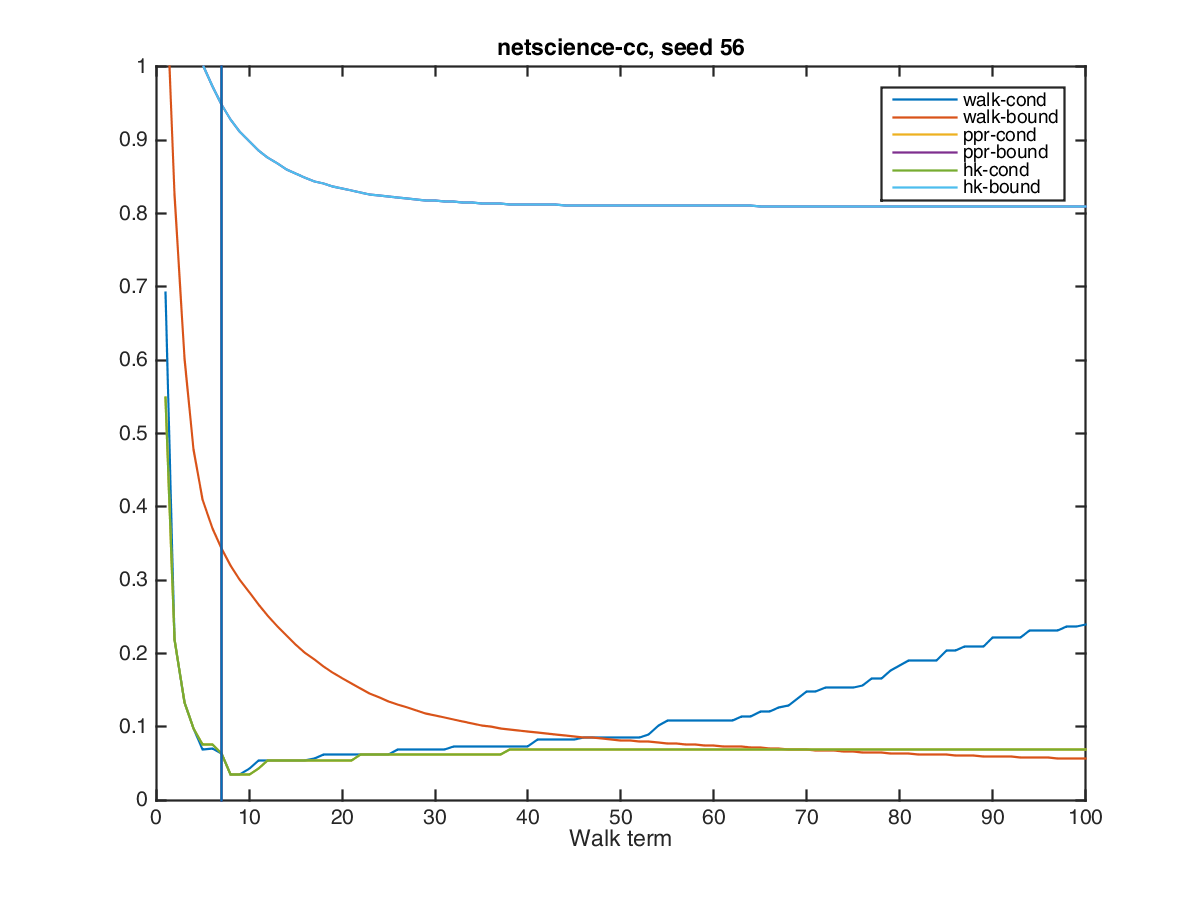 netscience-cc, seed 56
1
0.9
0.8
0.7
0.6
0.5
0.4
0.3
0.2
0.1
0
walk-cond
walk-bound
ppr-cond
ppr-bound
hk-cond
hk-bound
0 10 20 30 40 50 60 70 80 90 100
Walk term